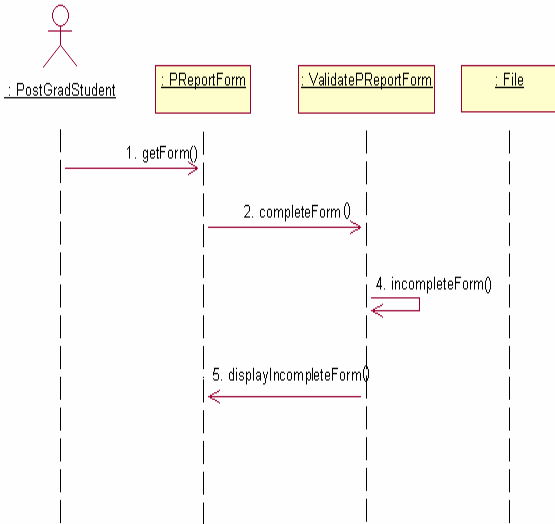 : PostGradStudent
: PReportForm
: ValidatePReportForm
: File
1. getForm()
2. completeForm()
4. incompleteForm()
5. displayIncompleteForm()